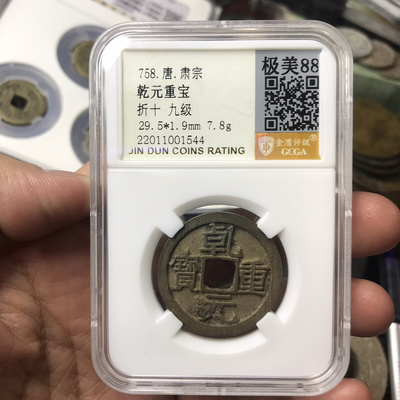 758.唐.肃宗
乾元重宝
折十 九级
29.5*1.9mm 7.8g
22011001544
JIN DUN COINS RATING
极美88
金盾评级®
GCGA
乾
寶 重
元